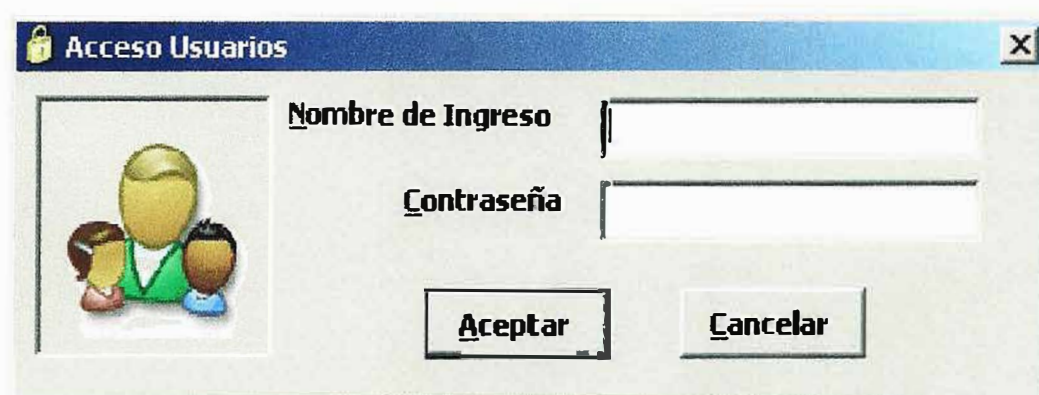 Acceso Usuarios
Nombre de Ingreso
Contraseña
Aceptar
Cancelar